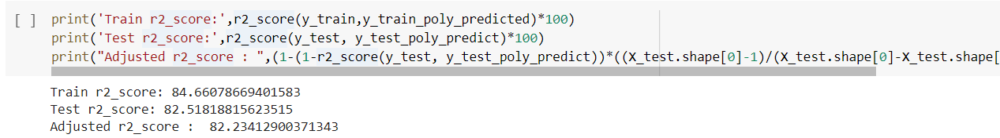 [ ] print('Train r2_score:',r2_score(y_train,y_train_poly_predicted)*100)
print('Test r2_score:',r2_score(y_test, y_test_poly_predict)*100)
print("Adjusted r2_score : ",(1-(1-r2_score(y_test, y_test_poly_predict))*((X_test.shape[0]-1)/(X_test.shape[0]-X_test.shape[
Train r2_score: 84.66078669401583
Test r2_score: 82.51818815623515
Adjusted r2_score :  82.23412900371343